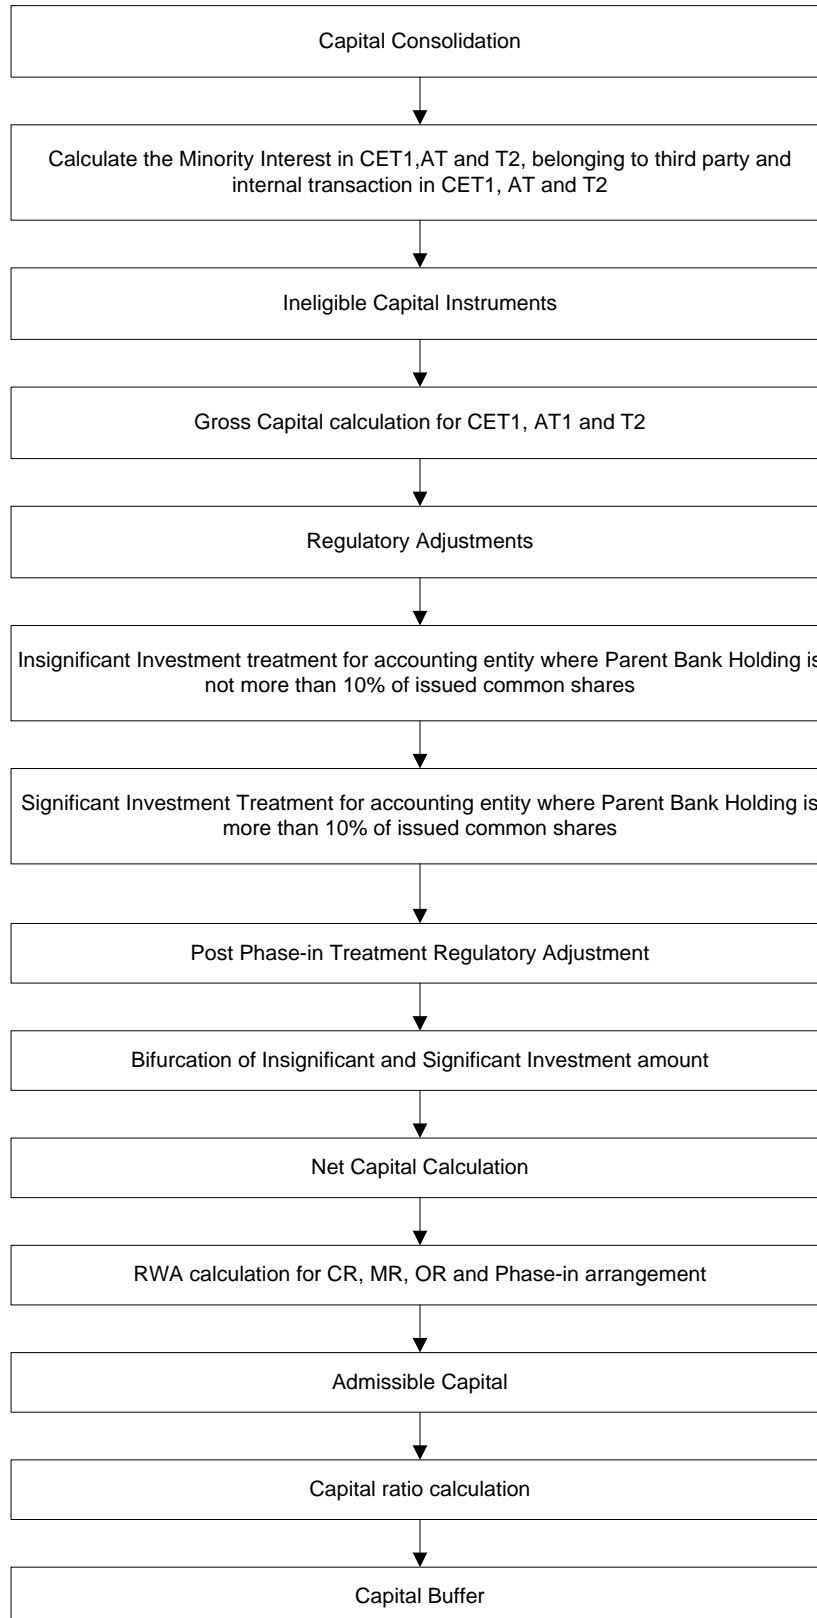 Capital Consolidation
Calculate the Minority Interest in CET1,AT and T2, belonging to third party and
internal transaction in CET1, AT and T2
Ineligible Capital Instruments
Gross Capital calculation for CET1, AT1 and T2
Regulatory Adjustments
Insignificant Investment treatment for accounting entity where Parent Bank Holding is
not more than 10% of issued common shares
Significant Investment Treatment for accounting entity where Parent Bank Holding is
more than 10% of issued common shares
Post Phase-in Treatment Regulatory Adjustment
Bifurcation of Insignificant and Significant Investment amount
Net Capital Calculation
RWA calculation for CR, MR, OR and Phase-in arrangement
Admissible Capital
Capital ratio calculation
Capital Buffer